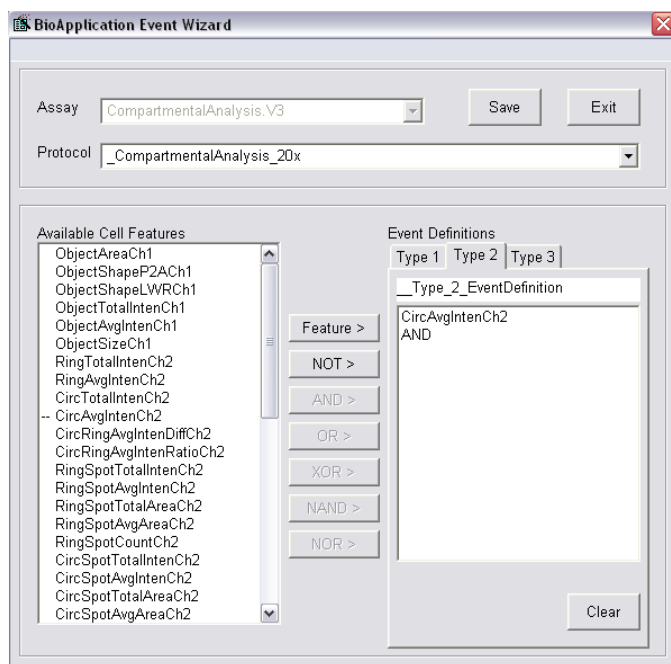 BioApplication Event Wizard
Assay
CompartmentalAnalysis.V3
Save
Exit
Protocol
_CompartmentalAnalysis_20x
Available Cell Features
ObjectAreaCh1
ObjectShapeP2ACh1
ObjectShapeLWRCh1
ObjectTotalIntenCh1
ObjectAvgIntenCh1
ObjectSizeCh1
RingTotalIntenCh2
RingAvgIntenCh2
CircTotalIntenCh2
-- CircAvgIntenCh2
CircRingAvgIntenDiffCh2
CircRingAvgIntenRatioCh2
RingSpotTotalIntenCh2
RingSpotAvgIntenCh2
RingSpotTotalAreaCh2
RingSpotAvgAreaCh2
RingSpotCountCh2
CircSpotTotalIntenCh2
CircSpotAvgIntenCh2
CircSpotTotalAreaCh2
CircSpotAvgAreaCh2
Feature >
NOT >
AND >
OR >
XOR >
NAND >
NOR >
Event Definitions
Type 1 Type 2 Type 3
__Type_2_EventDefinition
CircAvgIntenCh2
AND
Clear